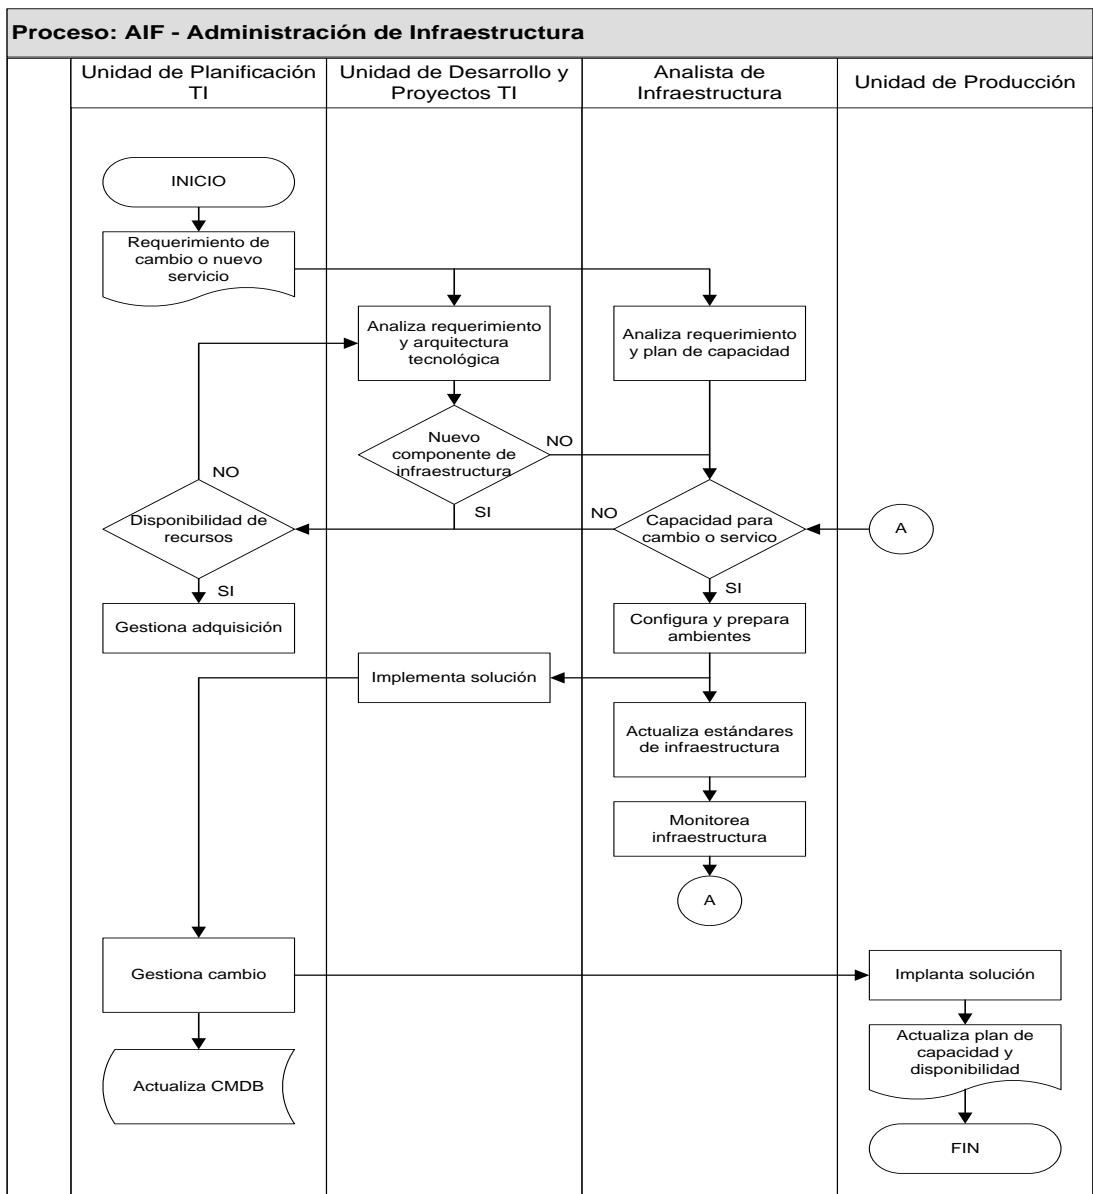 Proceso: AIF - Administración de Infraestructura
Unidad de Planificación
TI
Unidad de Desarrollo y
Proyectos TI
Analista de
Infraestructura
Unidad de Producción
INICIO
Requerimiento de
cambio o nuevo
servicio
Analiza requerimiento
y arquitectura
tecnológica
Analiza requerimiento
y plan de capacidad
Nuevo
componente de
infraestructura
NO
NO
SI
NO
Disponibilidad de
recursos
Capacidad para
cambio o servico
A
SI
SI
Gestiona adquisición
Configura y prepara
ambientes
Implementa solución
Actualiza estándares
de infraestructura
Monitorea
infraestructura
A
Gestiona cambio
Implanta solución
Actualiza plan de
capacidad y
disponibilidad
Actualiza CMDB
FIN